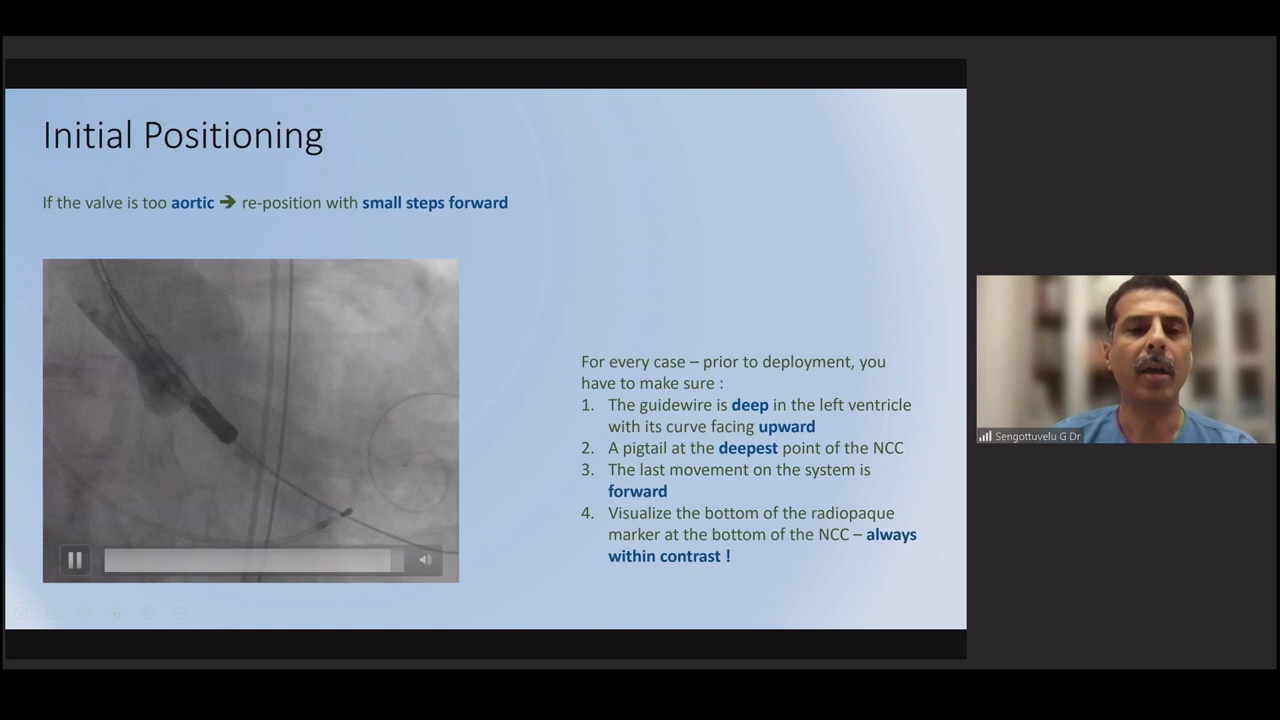 Initial Positioning
If the valve is too aortic ➔ re-position with small steps forward
For every case – prior to deployment, you
have to make sure :
1. The guidewire is deep in the left ventricle
with its curve facing upward
2. A pigtail at the deepest point of the NCC
3. The last movement on the system is
forward
4. Visualize the bottom of the radiopaque
marker at the bottom of the NCC – always
within contrast !
Sengottuvelu G Dr